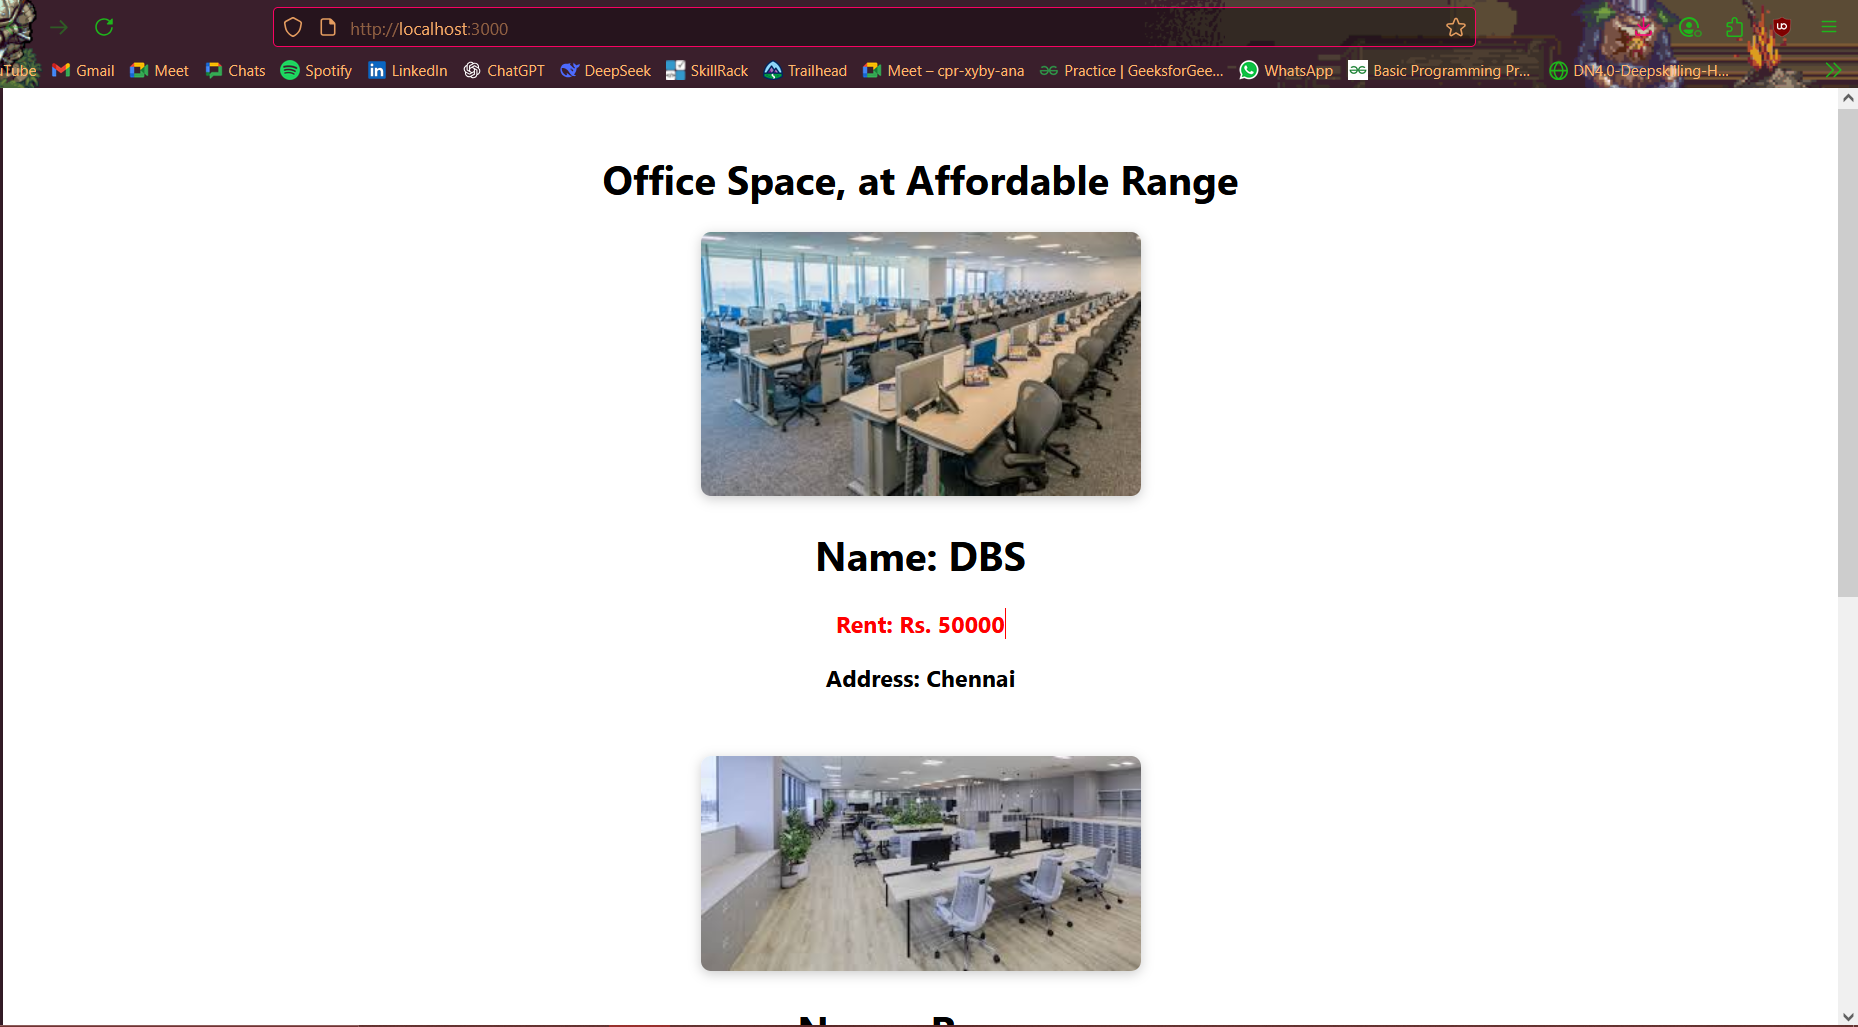 http://localhost:3000
uTube Gmail Meet Chats Spotify LinkedIn ChatGPT DeepSeek SkillRack Trailhead Meet – cpr-xyby-ana Practice | GeeksforGee... WhatsApp Basic Programming Pr... DN4.0-Deepskilling-H...
Office Space, at Affordable Range
Name: DBS
Rent: Rs. 50000
Address: Chennai